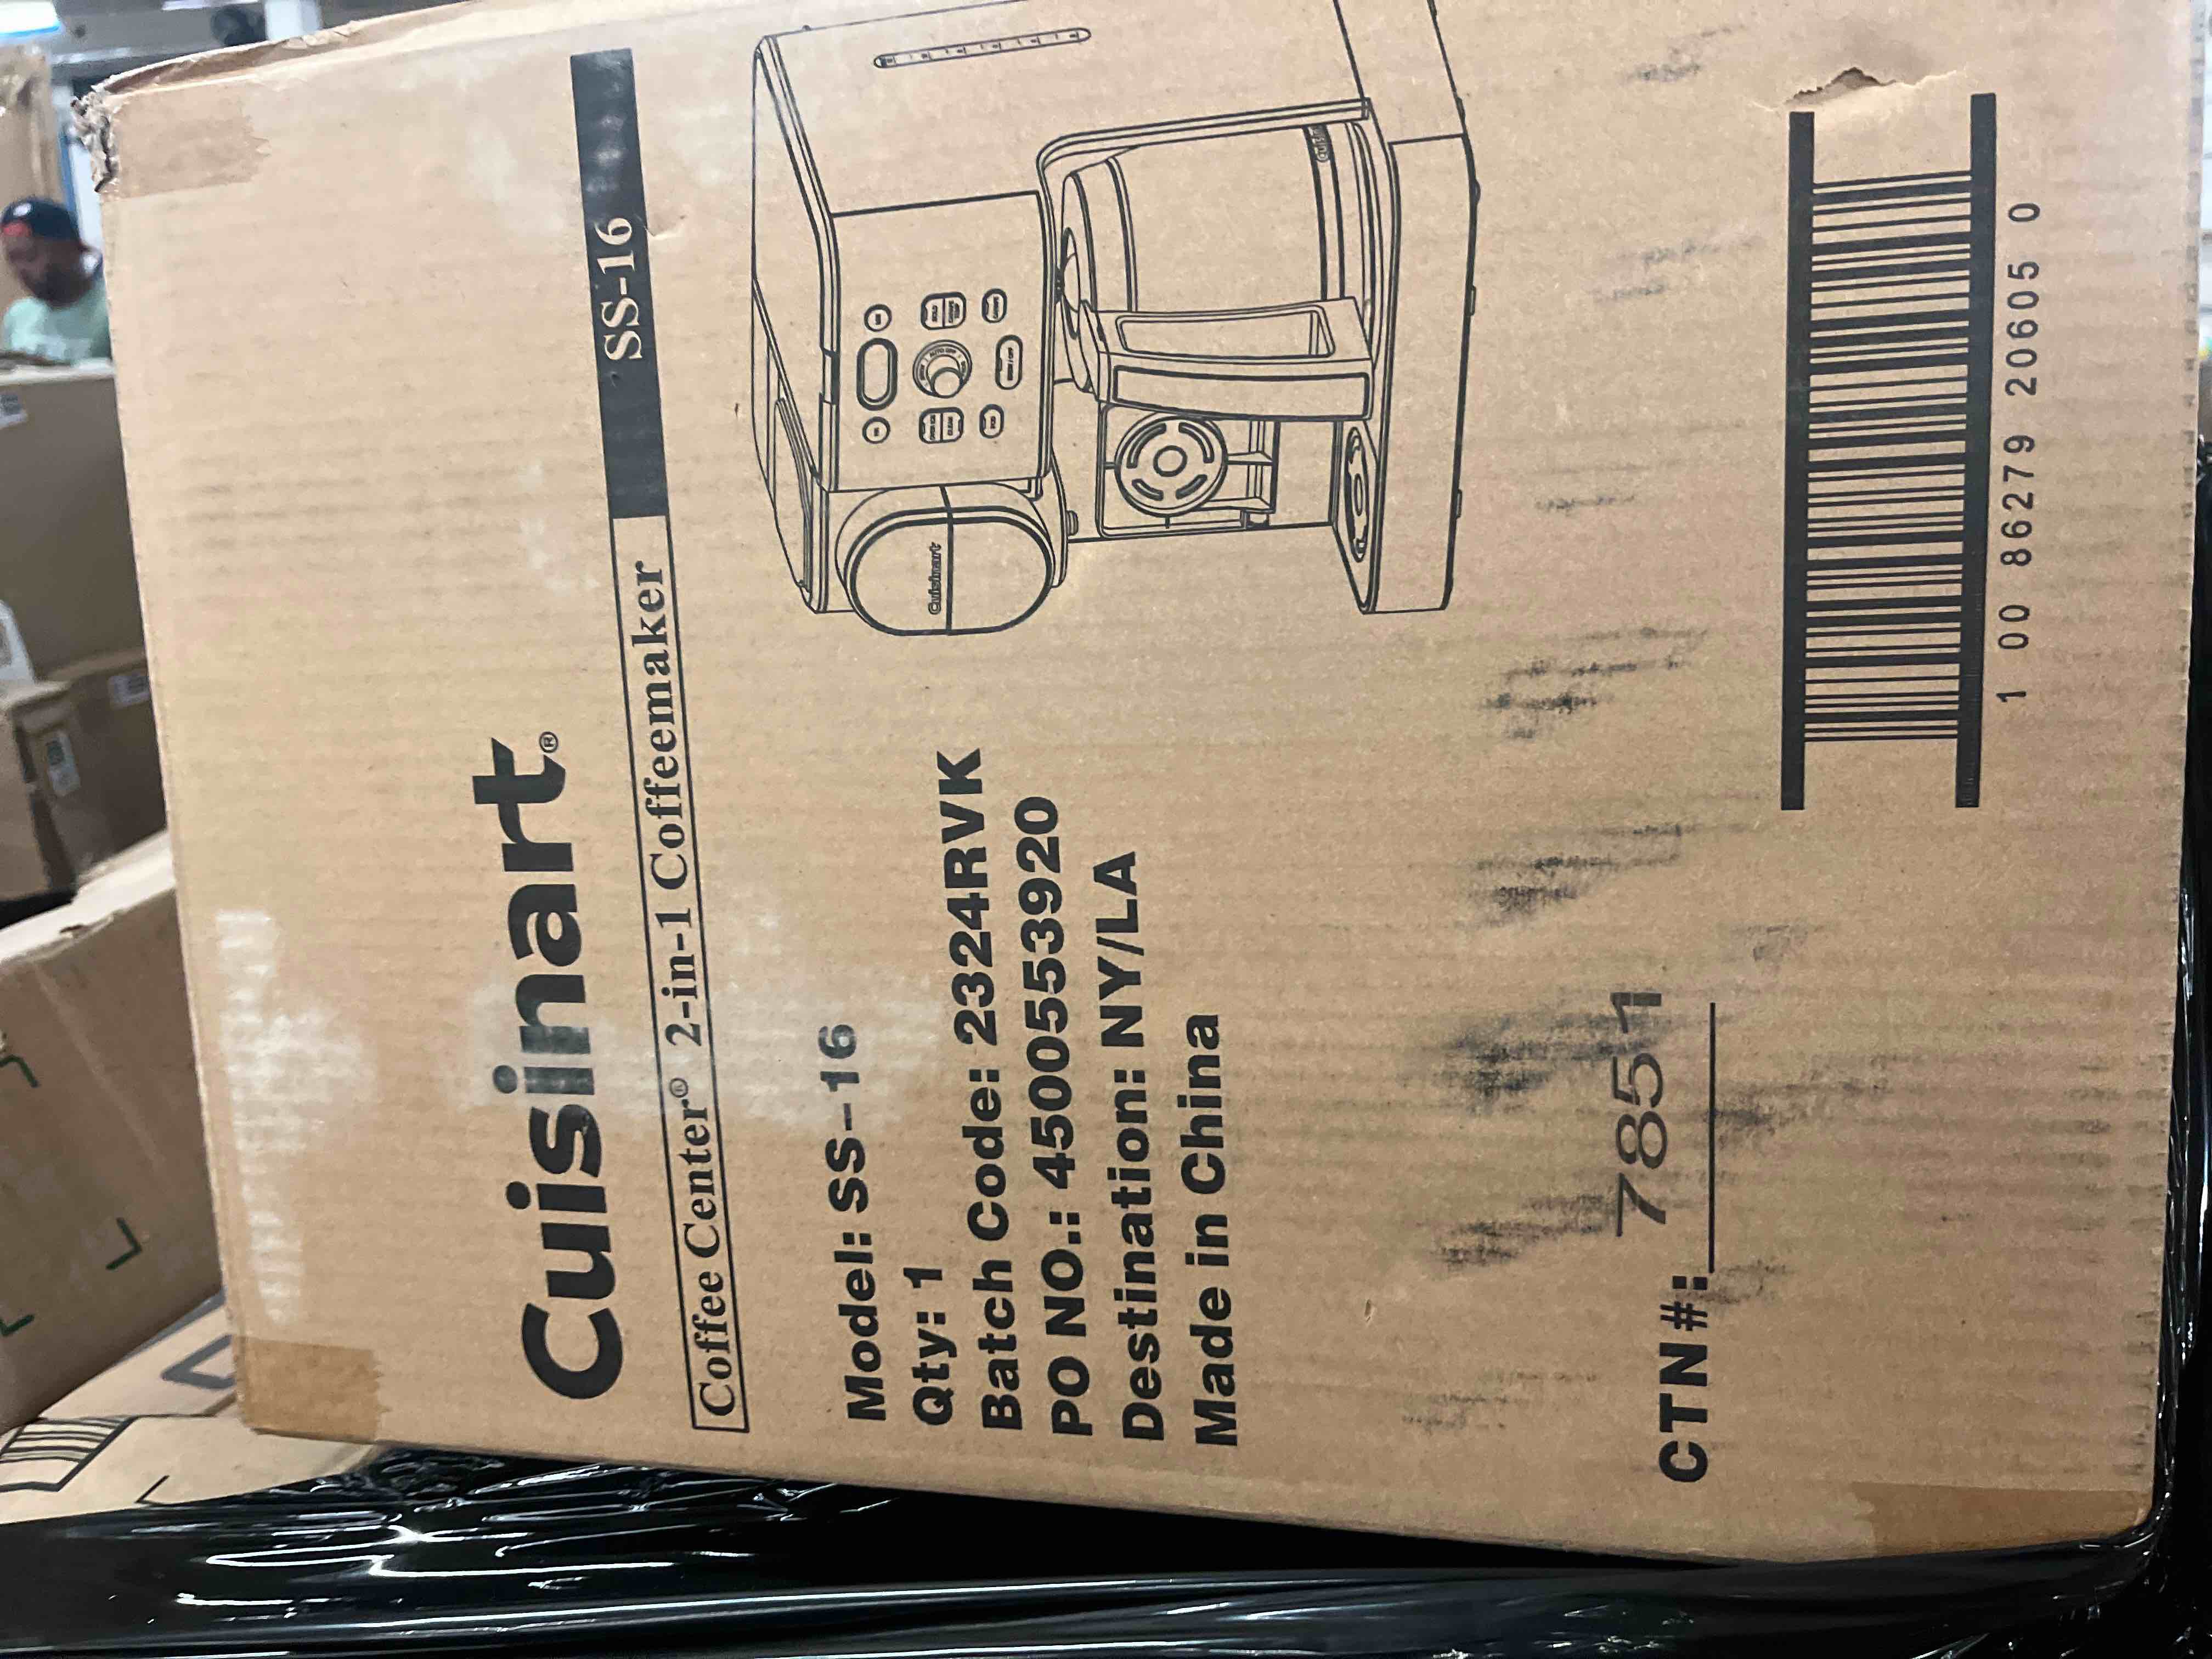 Cuisinart®
Coffee Center® 2-in-1 Coffeemaker SS-16
Model: SS-16
Qty: 1
Batch Code: 2324RVK
PO NO.: 4500553920
Destination: NY/LA
Made in China
Cuisinart
CTN#: 7851
1 00 86279 20605 0